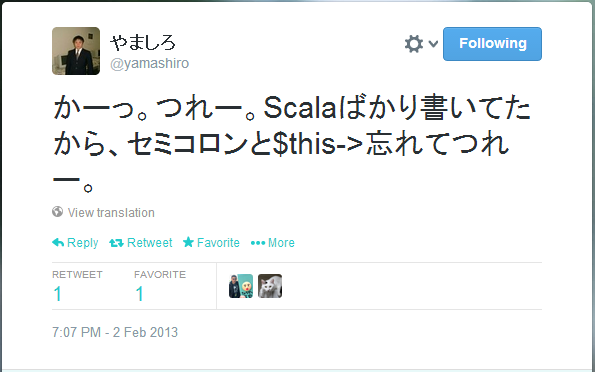 やましろ
@yamashiro
Following
かーっ。つれー。Scalaばかり書いてた
から、セミコロンと$this->忘れてつれ
ー。
View translation
Reply Retweet Favorite More
RETWEET FAVORITE
1 1
7:07 PM - 2 Feb 2013